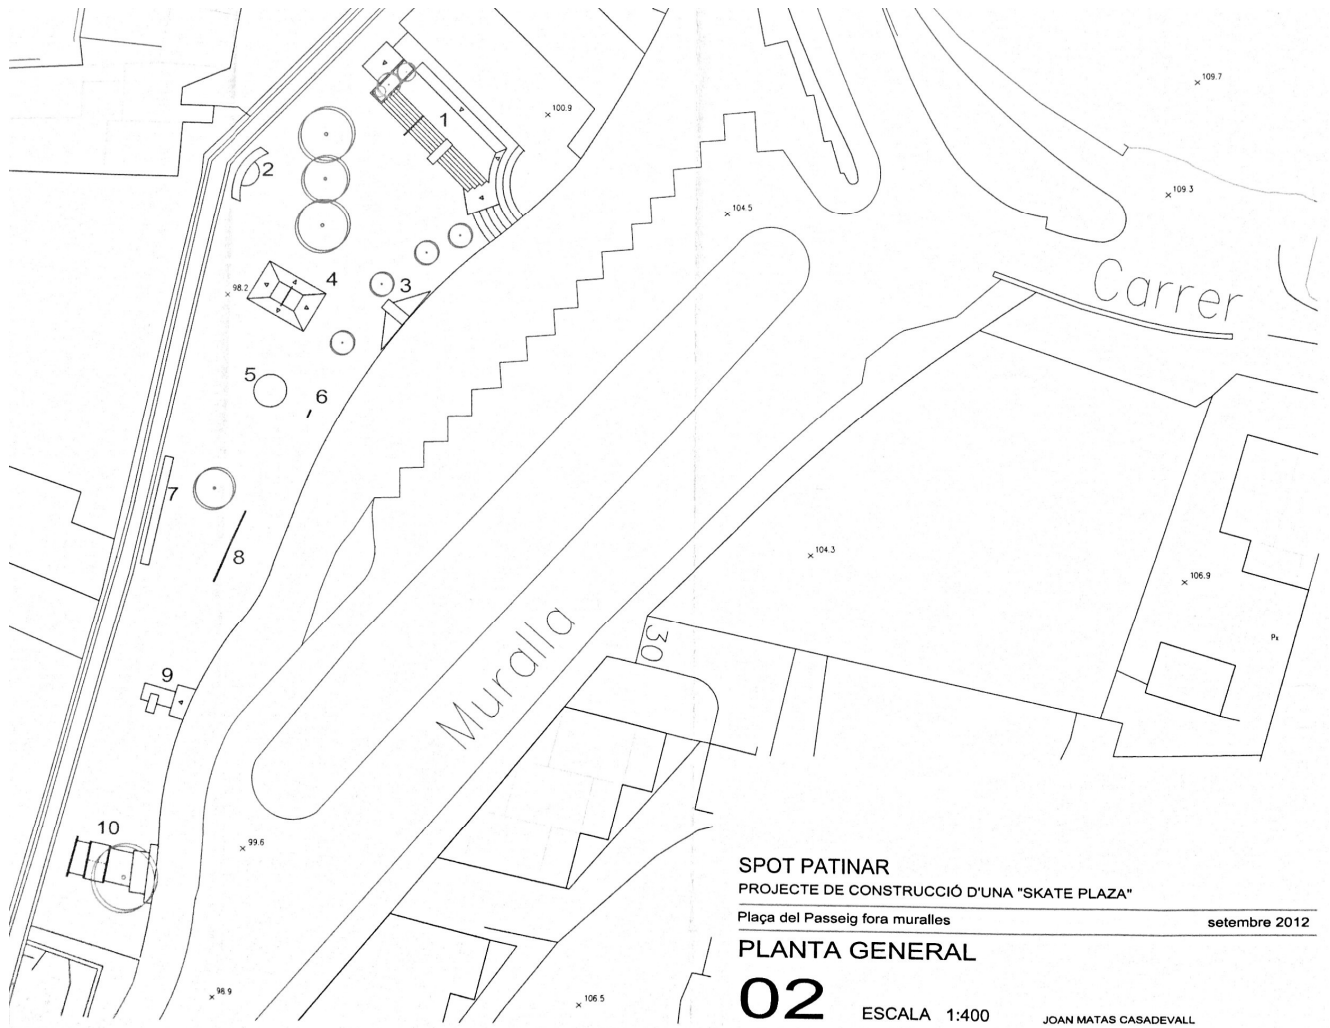 109.7
100.9
1
2
109.3
104.5
4
3
98.2
Carrer
5
6
7
8
104.3
106.9
Muralla
30
Ps
9
10
99.6
SPOT PATINAR
PROJECTE DE CONSTRUCCIÓ D'UNA "SKATE PLAZA"
Plaça del Passeig fora muralles
setembre 2012
PLANTA GENERAL
98.9
106.5
02
ESCALA 1:400
JOAN MATAS CASADEVALL